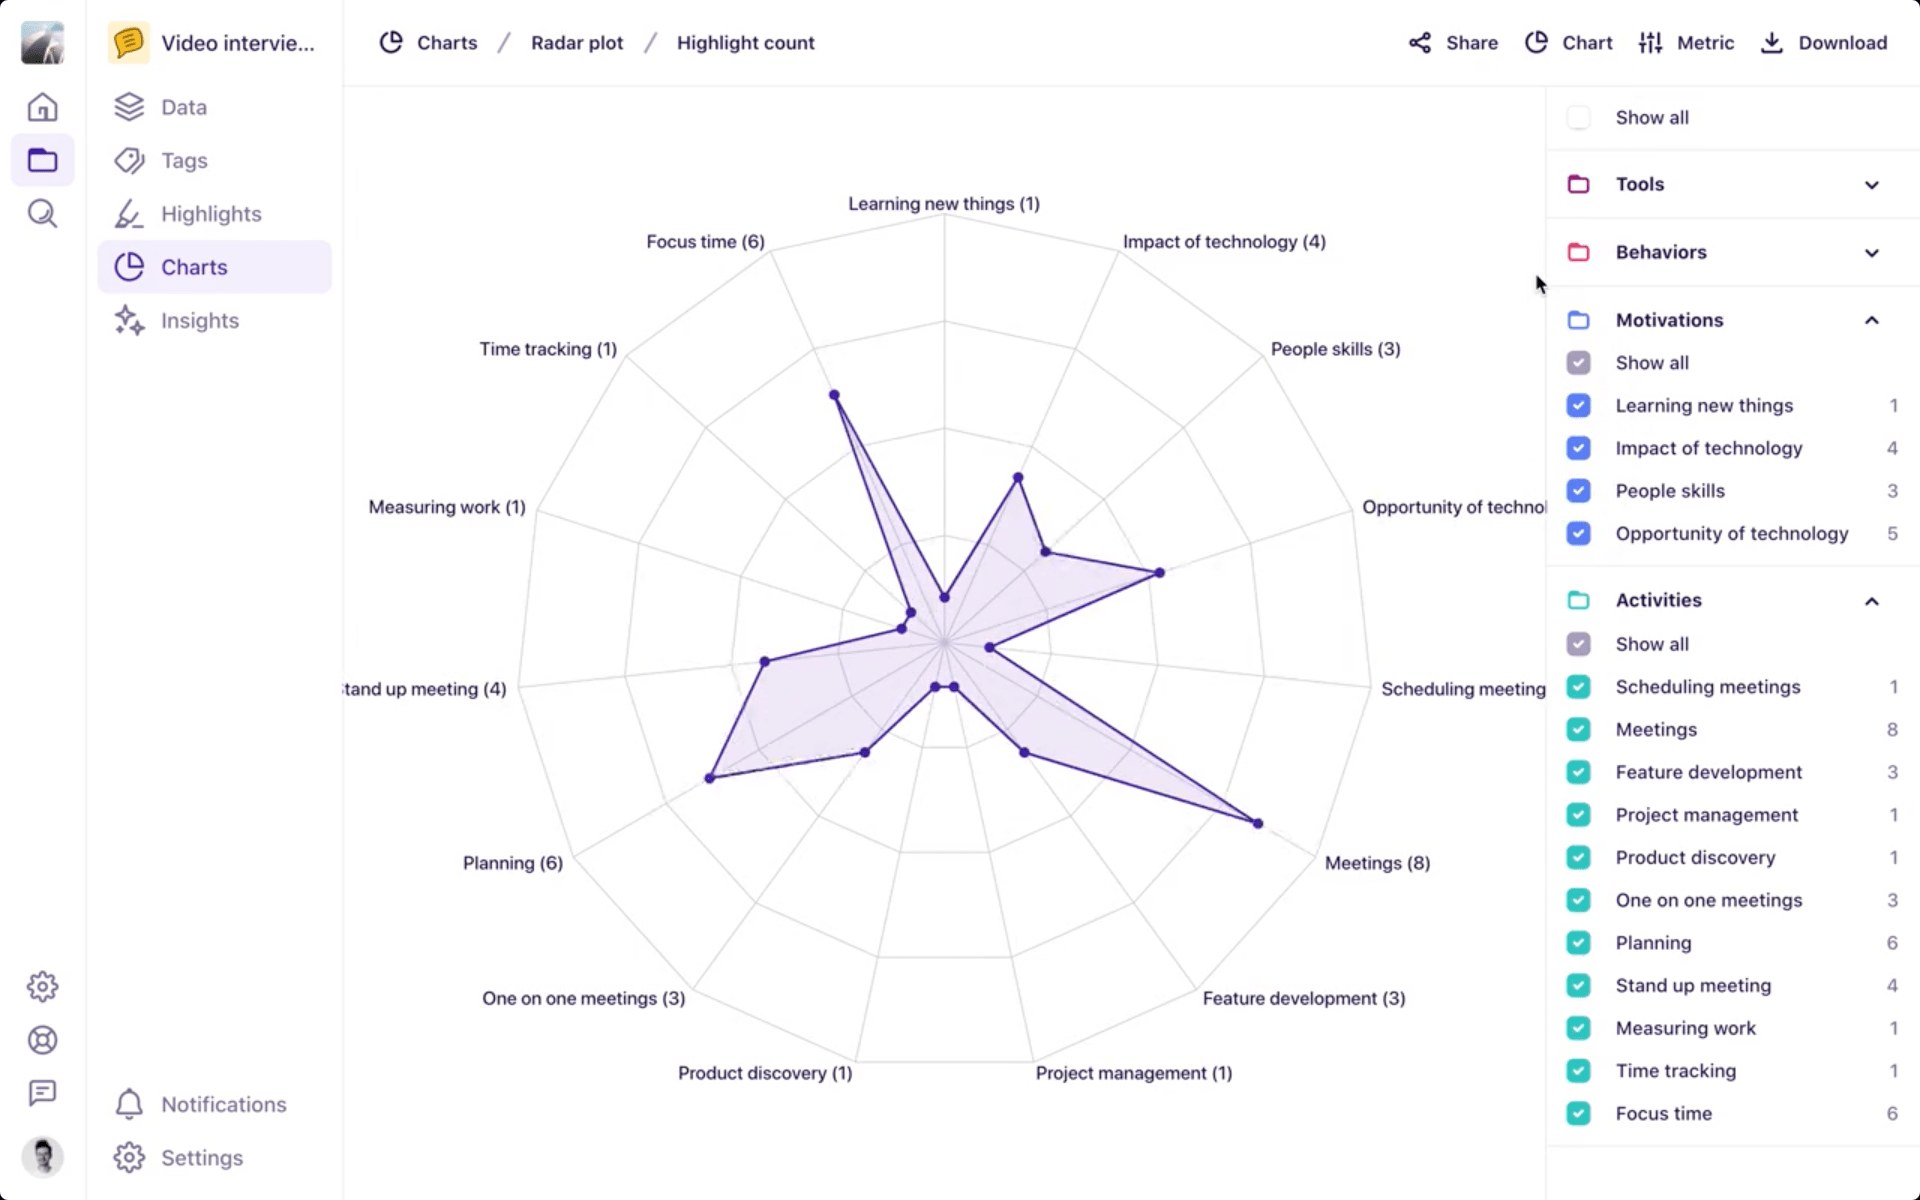 Video intervie...
Charts / Radar plot / Highlight count
Share
Chart
Metric
Download
Data
Tags
Highlights
Charts
Insights
Notifications
Settings
Learning new things (1)
Focus time (6)
Impact of technology (4)
Time tracking (1)
People skills (3)
Measuring work (1)
Opportunity of technol
Stand up meeting (4)
Scheduling meeting
Planning (6)
Meetings (8)
One on one meetings (3)
Feature development (3)
Product discovery (1)
Project management (1)
Show all
Tools
Behaviors
Motivations
Show all
Learning new things 1
Impact of technology 4
People skills 3
Opportunity of technology 5
Activities
Show all
Scheduling meetings 1
Meetings 8
Feature development 3
Project management 1
Product discovery 1
One on one meetings 3
Planning 6
Stand up meeting 4
Measuring work 1
Time tracking 1
Focus time 6